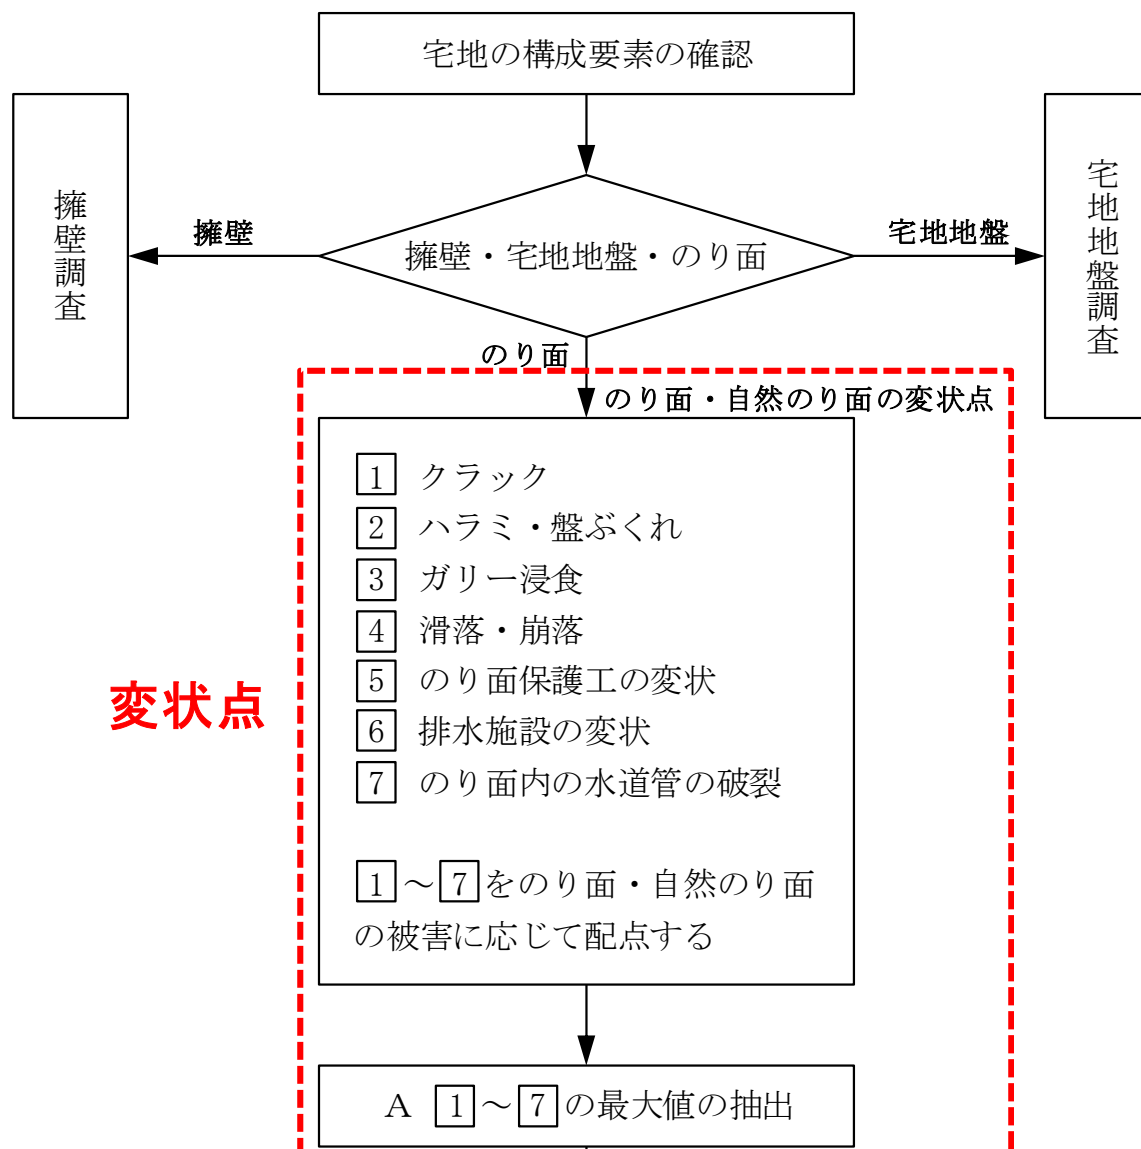 宅地の構成要素の確認
擁壁・宅地地盤・のり面
擁壁
擁壁調査
宅地地盤
宅地地盤調査
のり面
のり面・自然のり面の変状点
1 クラック
2 ハラミ・盤ぶくれ
3 ガリー浸食
4 滑落・崩落
5 のり面保護工の変状
6 排水施設の変状
7 のり面内の水道管の破裂
1～7をのり面・自然のり面
の被害に応じて配点する
変状点
A 1～7の最大値の抽出